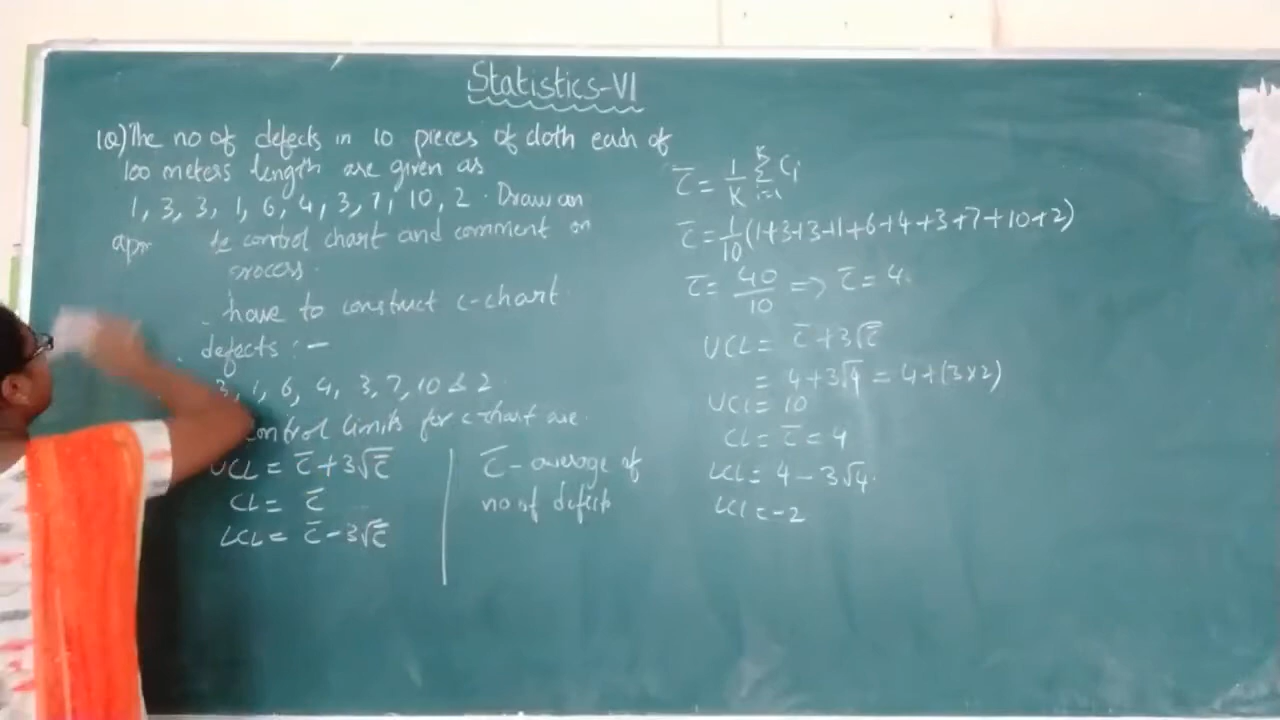 Statistics-VI
1Q) The no of defects in 10 pieces of cloth each of
100 meters length are given as
1, 3, 3, 1, 6, 4, 3, 7, 10, 2. Draw an
control chart and comment on
process.
have to construct c-chart
defects :-
3, 1, 6, 4, 3, 7, 10 & 2
control limits for c-chart are
UCL = c̄ + 3√c̄
CL = c̄
LCL = c̄ - 3√c̄
c̄ - average of
no of defects
c̄ = 1/K Σ_{i=1}^{K} Ci
c̄ = 1/10 (1+3+3+1+6+4+3+7+10+2)
c̄ = 40/10 => c̄ = 4
UCL = c̄ + 3√c̄
= 4 + 3√4 = 4 + (3×2)
UCL = 10
CL = c̄ = 4
LCL = 4 - 3√4
LCL = -2